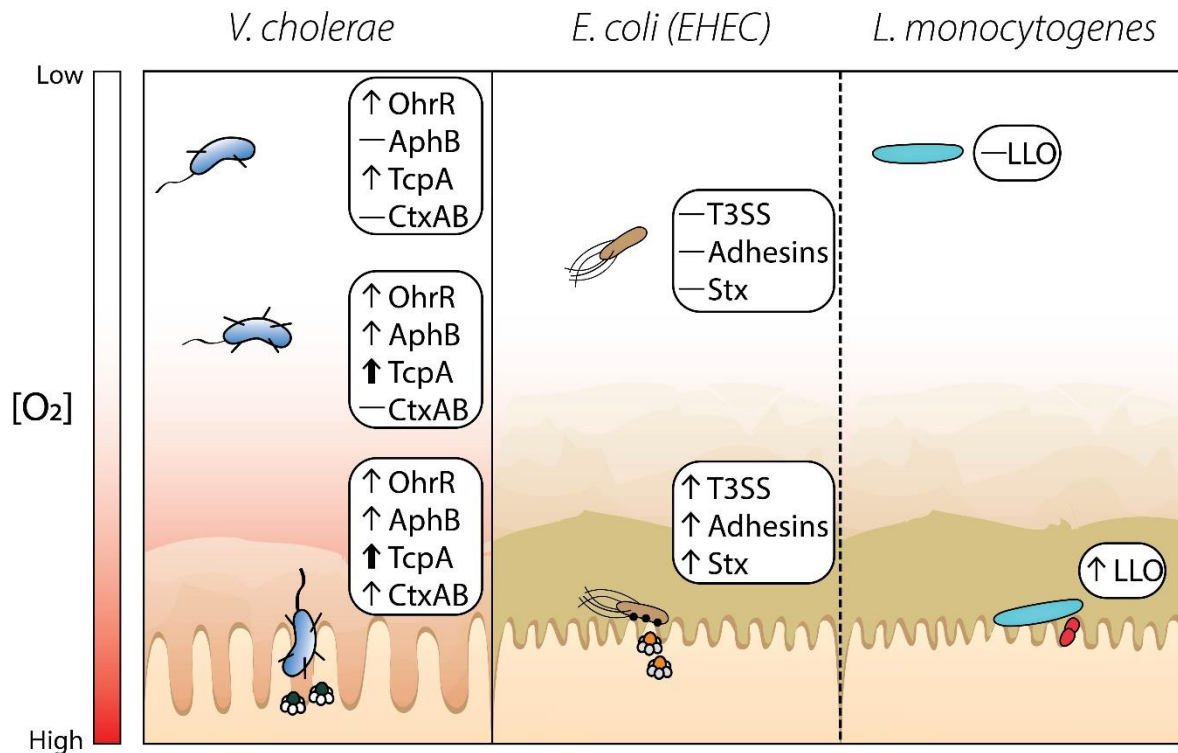 V. cholerae
E. coli (EHEC)
L. monocytogenes
Low
↑ OhrR
— AphB
↑ TcpA
— CtxAB
— LLO
— T3SS
— Adhesins
— Stx
↑ OhrR
↑ AphB
⬆ TcpA
— CtxAB
[O₂]
↑ OhrR
↑ AphB
⬆ TcpA
↑ CtxAB
↑ T3SS
↑ Adhesins
↑ Stx
↑ LLO
High